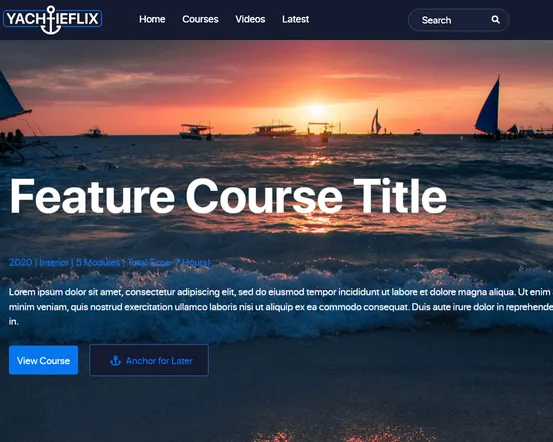 YACHTIEFLIX
Home Courses Videos Latest Search
Feature Course Title
2020 | Interior | 5 Modules | Total Time: 7 Hours)
Lorem ipsum dolor sit amet, consectetur adipiscing elit, sed do eiusmod tempor incididunt ut labore et dolore magna aliqua. Ut enim
minim veniam, quis nostrud exercitation ullamco laboris nisi ut aliquip ex ea commodo consequat. Duis aute irure dolor in reprehende
in.
View Course Anchor for Later